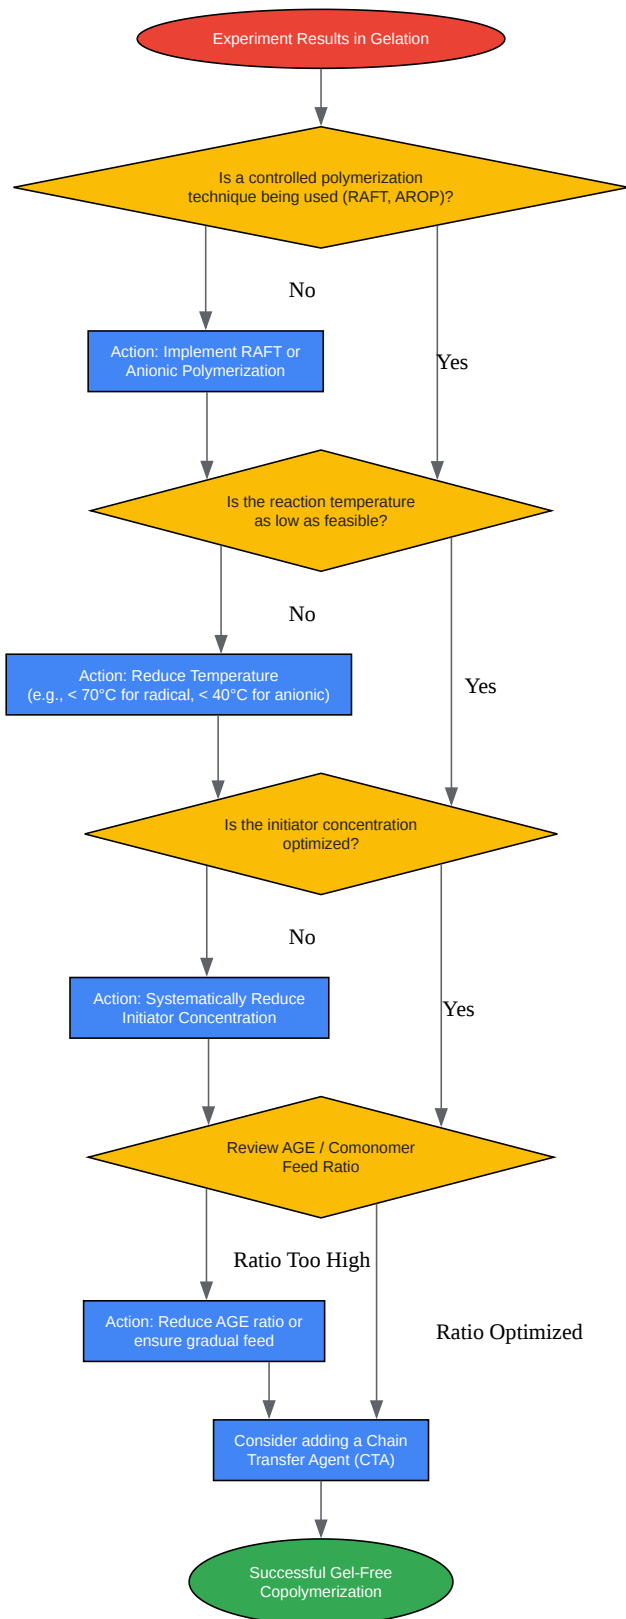 Experiment Results in Gelation
Is a controlled polymerization
technique being used (RAFT, AROP)?
No
Action: Implement RAFT or
Anionic Polymerization
Yes
Is the reaction temperature
as low as feasible?
No
Action: Reduce Temperature
(e.g., < 70°C for radical, < 40°C for anionic)
Yes
Is the initiator concentration
optimized?
No
Action: Systematically Reduce
Initiator Concentration
Yes
Review AGE / Comonomer
Feed Ratio
Ratio Too High
Action: Reduce AGE ratio or
ensure gradual feed
Ratio Optimized
Consider adding a Chain
Transfer Agent (CTA)
Successful Gel-Free
Copolymerization